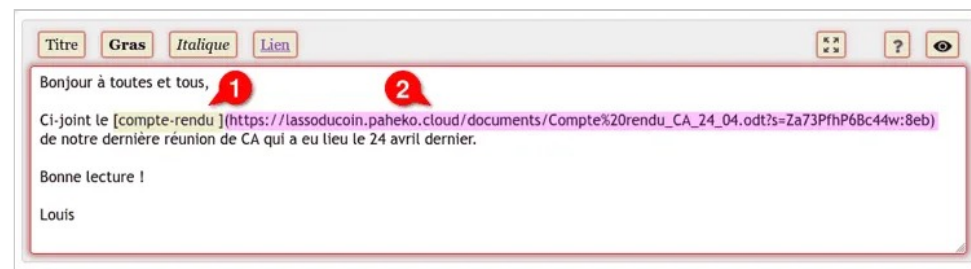 Titre Gras Italique Lien ?
Bonjour à toutes et tous,
1 2
Ci-joint le [compte-rendu ](https://lassoducoin.paheko.cloud/documents/Compte%20rendu_CA_24_04.odt?s=Za73PfhP6Bc44w:8eb)
de notre dernière réunion de CA qui a eu lieu le 24 avril dernier.
Bonne lecture !
Louis